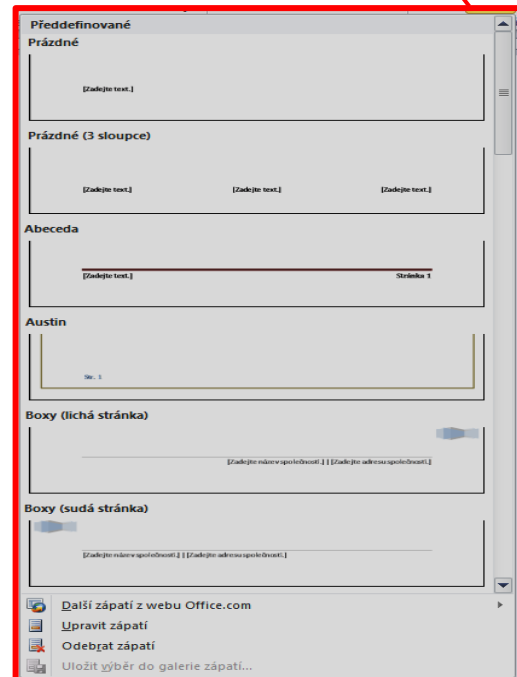 Předdefinované
Prázdné
[Zadejte text.]
Prázdné (3 sloupce)
[Zadejte text.] [Zadejte text.] [Zadejte text.]
Abeceda
[Zadejte text.] Stránka 1
Austin
Str. 1
Boxy (lichá stránka)
[Zadejte název společnosti.] | [Zadejte adresu společnosti.]
Boxy (sudá stránka)
[Zadejte název společnosti.] | [Zadejte adresu společnosti.]
Další zápatí z webu Office.com
Upravit zápatí
Odebrat zápatí
Uložit výběr do galerie zápatí...